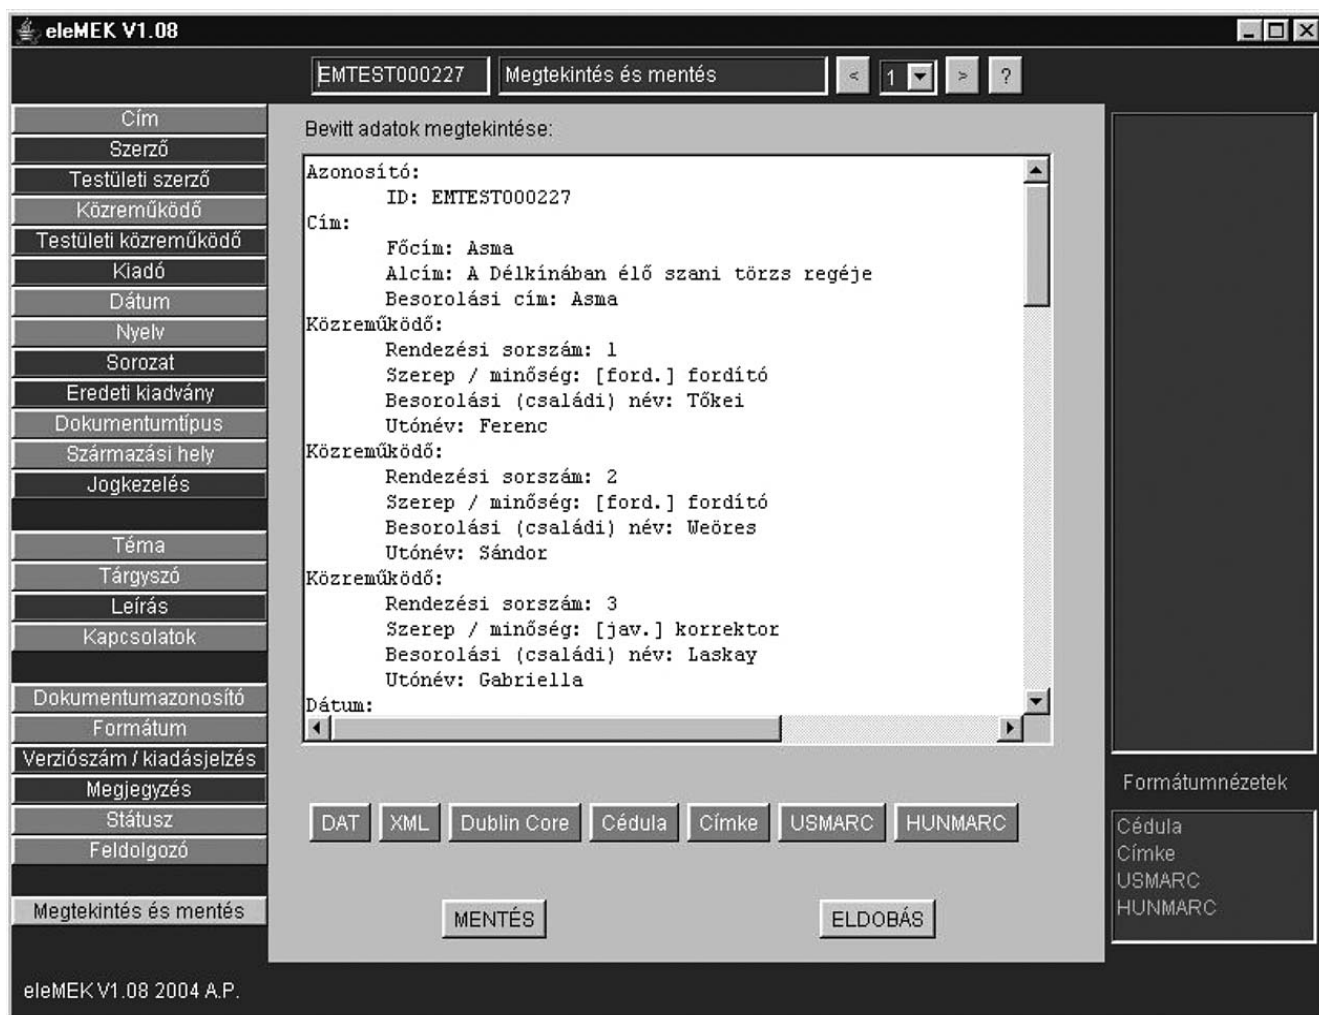 eleMEK V1.08
EMTEST000227 Megtekintés és mentés < 1 > ?
Cím
Szerző
Testületi szerző
Közreműködő
Testületi közreműködő
Kiadó
Dátum
Nyelv
Sorozat
Eredeti kiadvány
Dokumentumtípus
Származási hely
Jogkezelés
Téma
Tárgyszó
Leírás
Kapcsolatok
Dokumentumazonosító
Formátum
Verziószám / kiadásjelzés
Megjegyzés
Státusz
Feldolgozó
Megtekintés és mentés
Bevitt adatok megtekintése:
Azonosító:
ID: EMTEST000227
Cím:
Főcím: Asma
Alcím: A Délkínában élő szani törzs regéje
Besorolási cím: Asma
Közreműködő:
Rendezési sorszám: 1
Szerep / minőség: [ford.] fordító
Besorolási (családi) név: Tőkei
Utónév: Ferenc
Közreműködő:
Rendezési sorszám: 2
Szerep / minőség: [ford.] fordító
Besorolási (családi) név: Weöres
Utónév: Sándor
Közreműködő:
Rendezési sorszám: 3
Szerep / minőség: [jav.] korrektor
Besorolási (családi) név: Laskay
Utónév: Gabriella
Dátum:
DAT XML Dublin Core Cédula Címke USMARC HUNMARC
MENTÉS ELDOBÁS
Formátumnézetek
Cédula
Címke
USMARC
HUNMARC
eleMEK V1.08 2004 A.P.